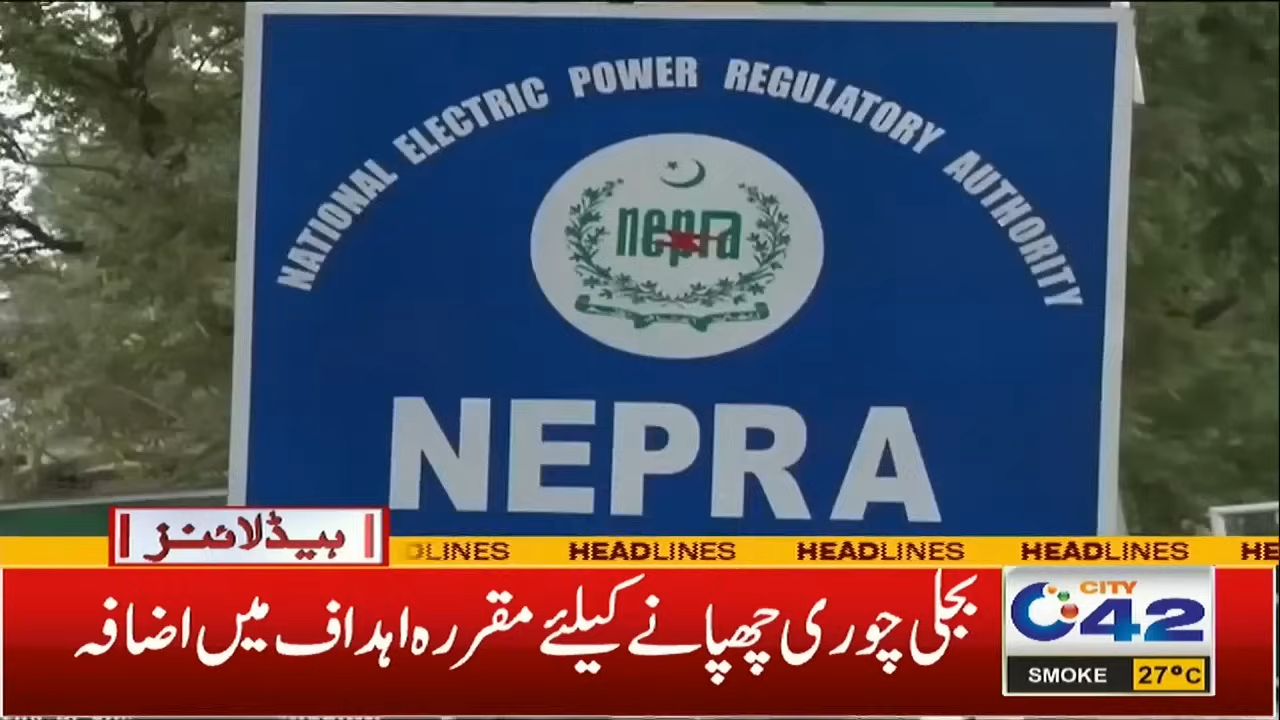 NATIONAL ELECTRIC POWER REGULATORY AUTHORITY
nepra
NEPRA
ہیڈلائنز
DLINES HEADLINES HEADLINES HEADLINES HE
بجلی چوری چھپانے کیلئے مقررہ اہداف میں اضافہ
CITY
42
SMOKE 27°C